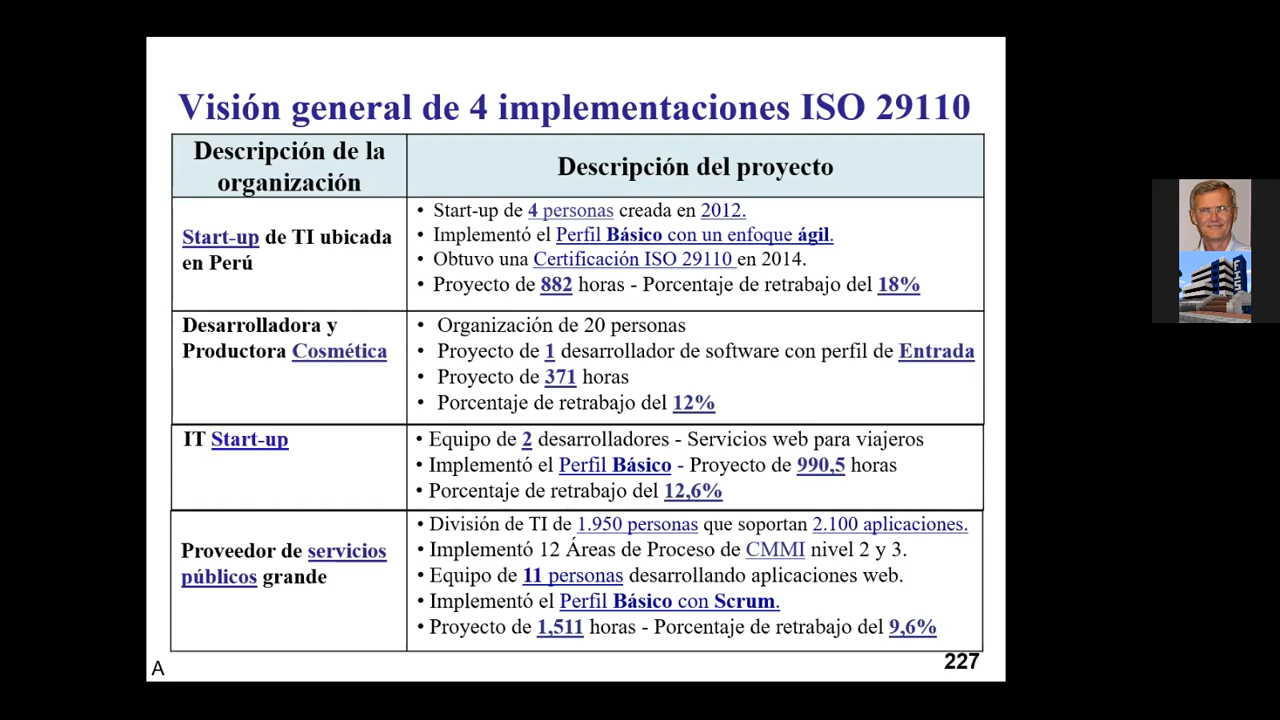 Visión general de 4 implementaciones ISO 29110
Descripción de la
organización
Descripción del proyecto
Start-up de TI ubicada
en Perú
• Start-up de 4 personas creada en 2012.
• Implementó el Perfil Básico con un enfoque ágil.
• Obtuvo una Certificación ISO 29110 en 2014.
• Proyecto de 882 horas - Porcentaje de retrabajo del 18%
Desarrolladora y
Productora Cosmética
• Organización de 20 personas
• Proyecto de 1 desarrollador de software con perfil de Entrada
• Proyecto de 371 horas
• Porcentaje de retrabajo del 12%
IT Start-up
• Equipo de 2 desarrolladores - Servicios web para viajeros
• Implementó el Perfil Básico - Proyecto de 990,5 horas
• Porcentaje de retrabajo del 12,6%
Proveedor de servicios
públicos grande
• División de TI de 1.950 personas que soportan 2.100 aplicaciones.
• Implementó 12 Áreas de Proceso de CMMI nivel 2 y 3.
• Equipo de 11 personas desarrollando aplicaciones web.
• Implementó el Perfil Básico con Scrum.
• Proyecto de 1,511 horas - Porcentaje de retrabajo del 9,6%
A
227